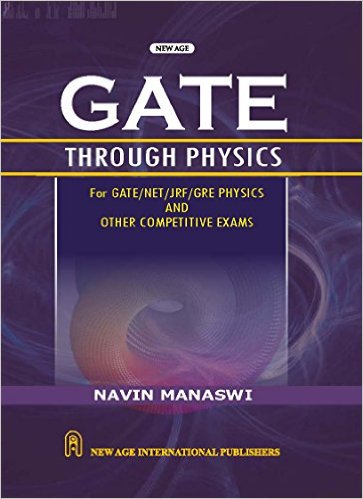 NEW AGE
GATE
THROUGH PHYSICS
For GATE/NET/JRF/GRE PHYSICS
AND
OTHER COMPETITIVE EXAMS
NAVIN MANASWI
NEW AGE INTERNATIONAL PUBLISHERS